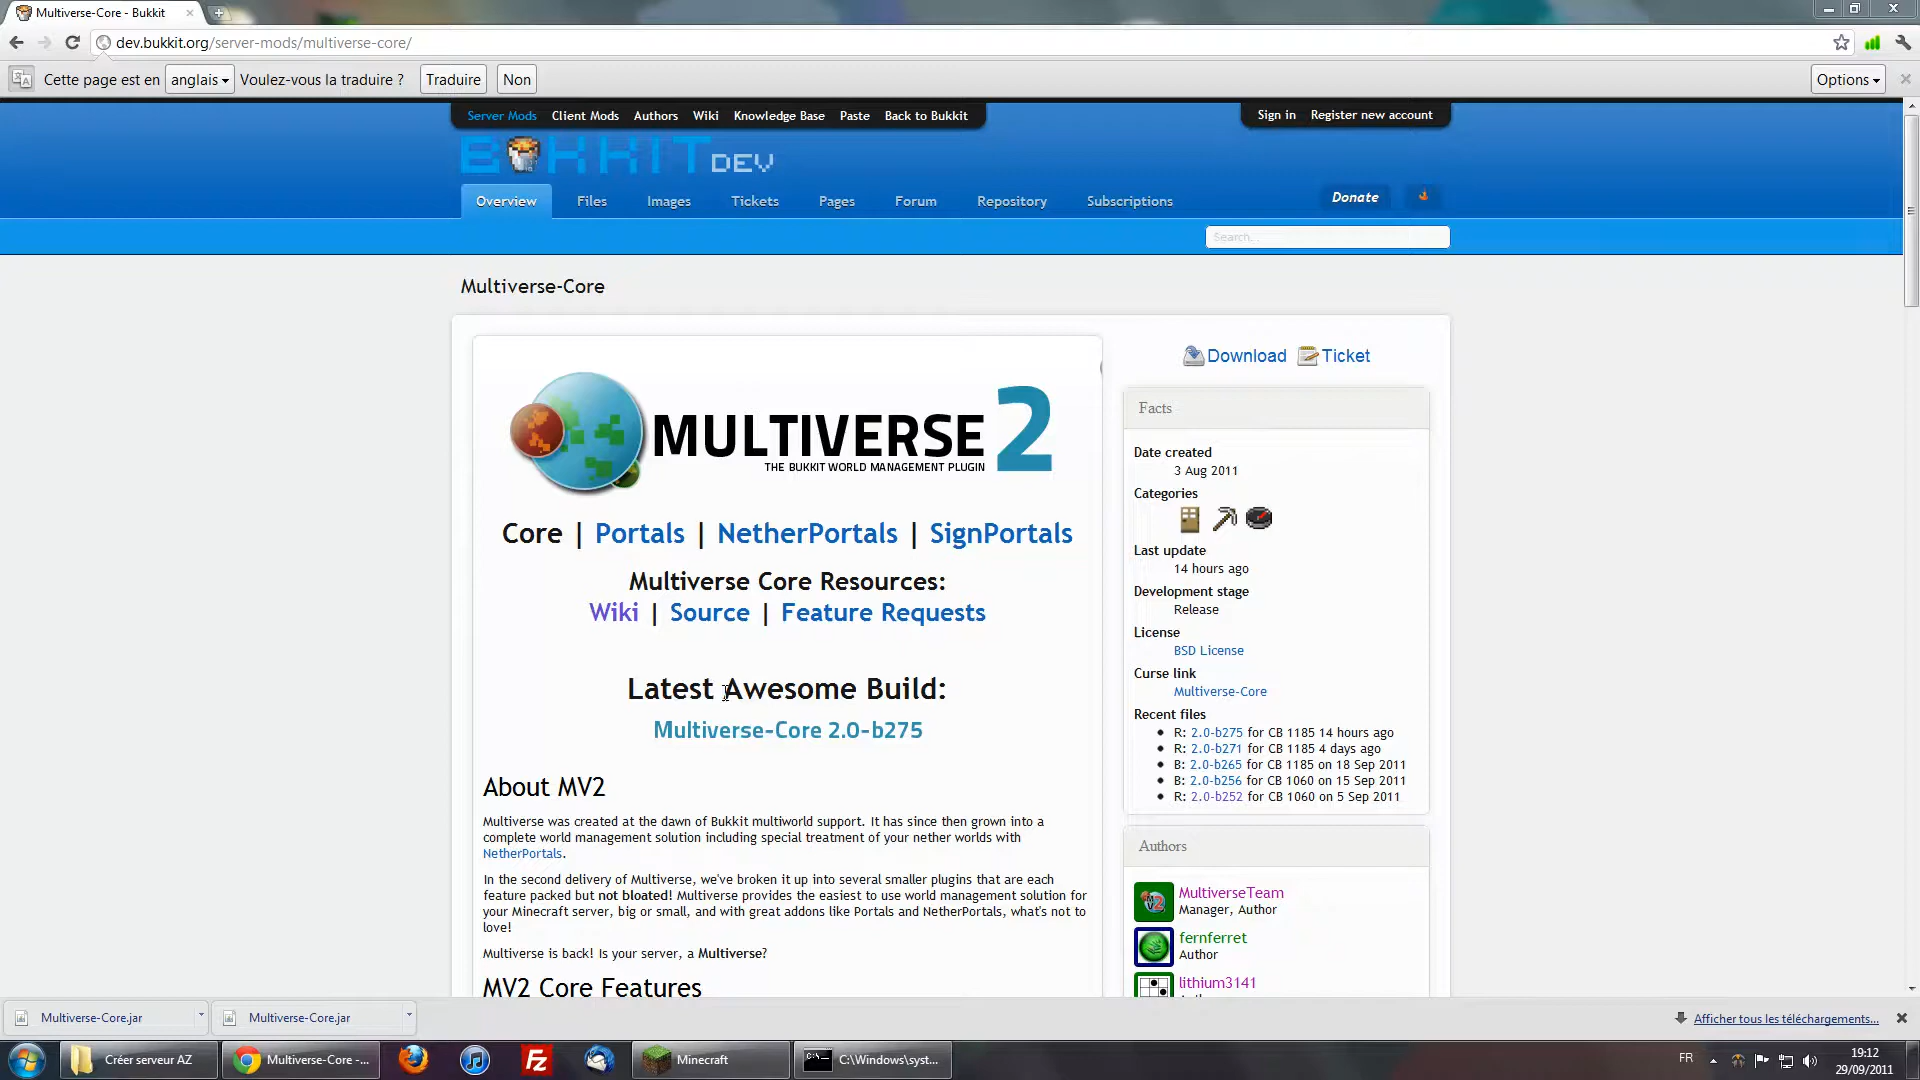 Multiverse-Core - Bukkit
dev.bukkit.org/server-mods/multiverse-core/
Cette page est en anglais Voulez-vous la traduire ? Traduire Non Options
Server Mods Client Mods Authors Wiki Knowledge Base Paste Back to Bukkit Sign in Register new account
BUKKIT DEV
Overview Files Images Tickets Pages Forum Repository Subscriptions Donate
Search...
Multiverse-Core
Download Ticket
MULTIVERSE 2
THE BUKKIT WORLD MANAGEMENT PLUGIN
Core | Portals | NetherPortals | SignPortals
Multiverse Core Resources:
Wiki | Source | Feature Requests
Latest Awesome Build:
Multiverse-Core 2.0-b275
About MV2
Multiverse was created at the dawn of Bukkit multiworld support. It has since then grown into a
complete world management solution including special treatment of your nether worlds with
NetherPortals.
In the second delivery of Multiverse, we've broken it up into several smaller plugins that are each
feature packed but not bloated! Multiverse provides the easiest to use world management solution for
your Minecraft server, big or small, and with great addons like Portals and NetherPortals, what's not to
love!
Multiverse is back! Is your server, a Multiverse?
MV2 Core Features
Facts
Date created
3 Aug 2011
Categories
Last update
14 hours ago
Development stage
Release
License
BSD License
Curse link
Multiverse-Core
Recent files
R: 2.0-b275 for CB 1185 14 hours ago
R: 2.0-b271 for CB 1185 4 days ago
B: 2.0-b265 for CB 1185 on 18 Sep 2011
B: 2.0-b256 for CB 1060 on 15 Sep 2011
R: 2.0-b252 for CB 1060 on 5 Sep 2011
Authors
MultiverseTeam
Manager, Author
fernferret
Author
lithium3141
Multiverse-Core.jar Multiverse-Core.jar Afficher tous les téléchargements...
Créer serveur AZ Multiverse-Core -... Minecraft C:\Windows\syst... FR 19:12
29/09/2011